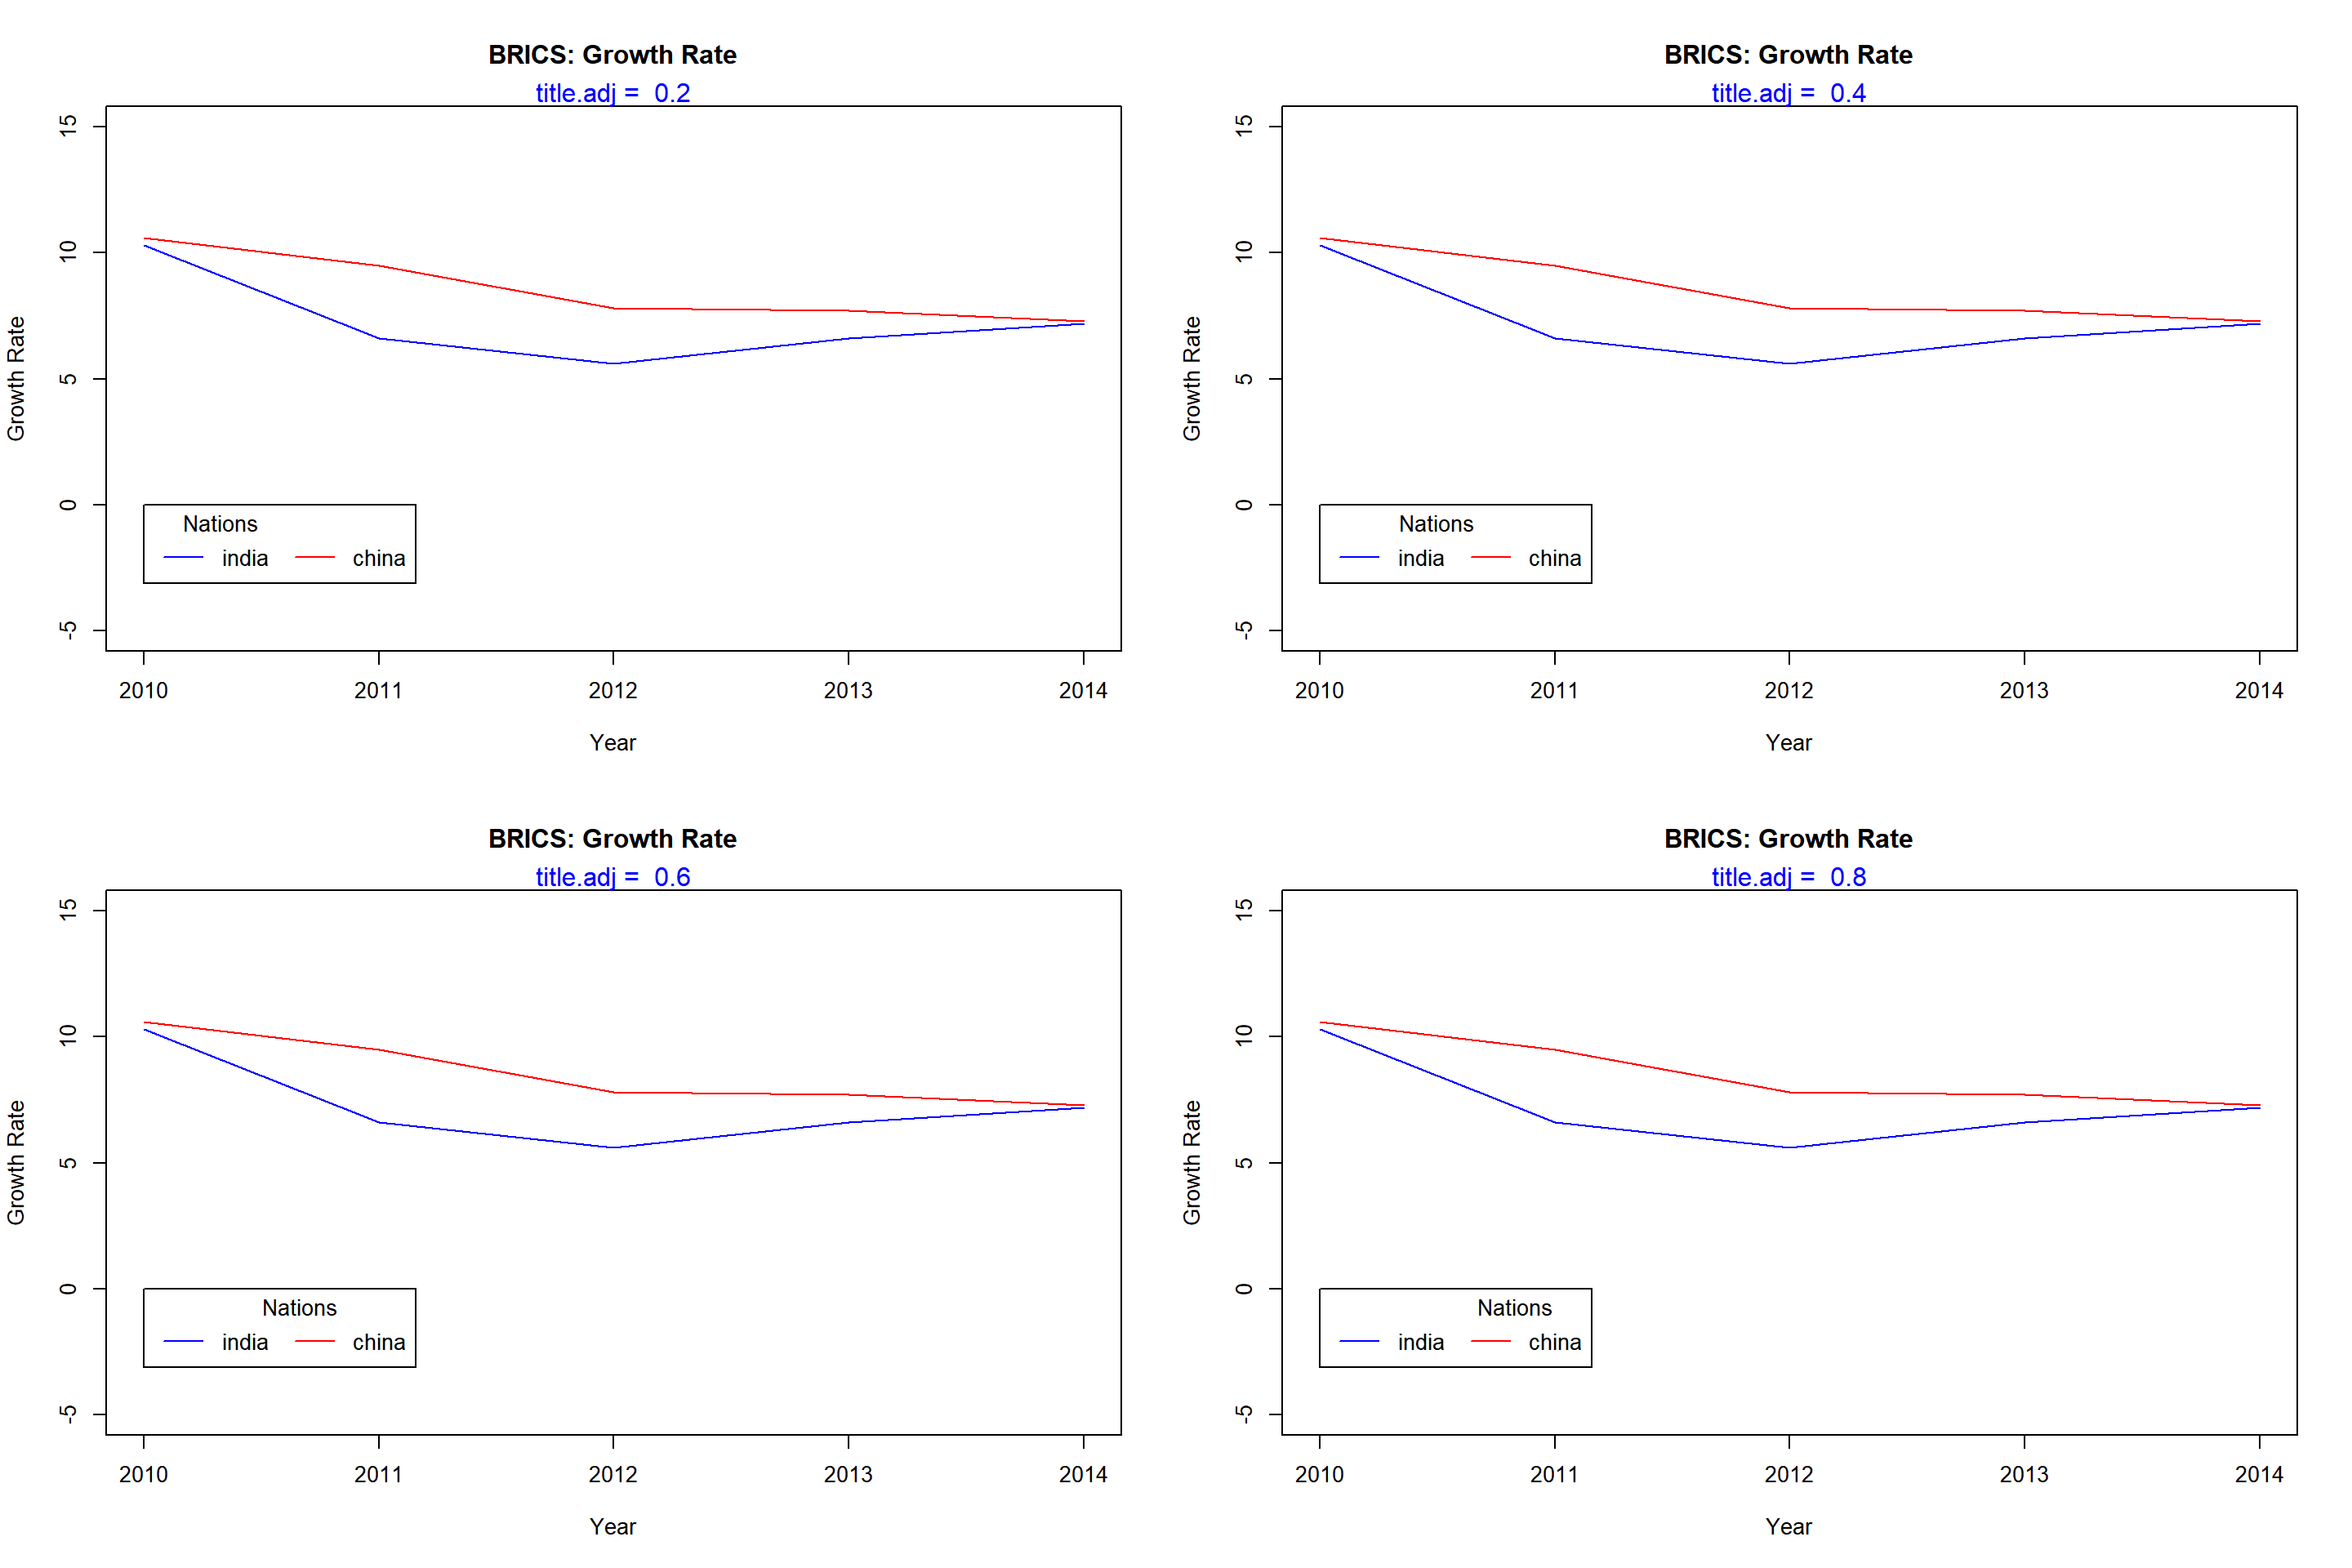 BRICS: Growth Rate
title.adj =  0.2
15
10
5
0
-5
Growth Rate
Nations
india china
2010 2011 2012 2013 2014
Year
BRICS: Growth Rate
title.adj =  0.4
15
10
5
0
-5
Growth Rate
Nations
india china
2010 2011 2012 2013 2014
Year
BRICS: Growth Rate
title.adj =  0.6
15
10
5
0
-5
Growth Rate
Nations
india china
2010 2011 2012 2013 2014
Year
BRICS: Growth Rate
title.adj =  0.8
15
10
5
0
-5
Growth Rate
Nations
india china
2010 2011 2012 2013 2014
Year